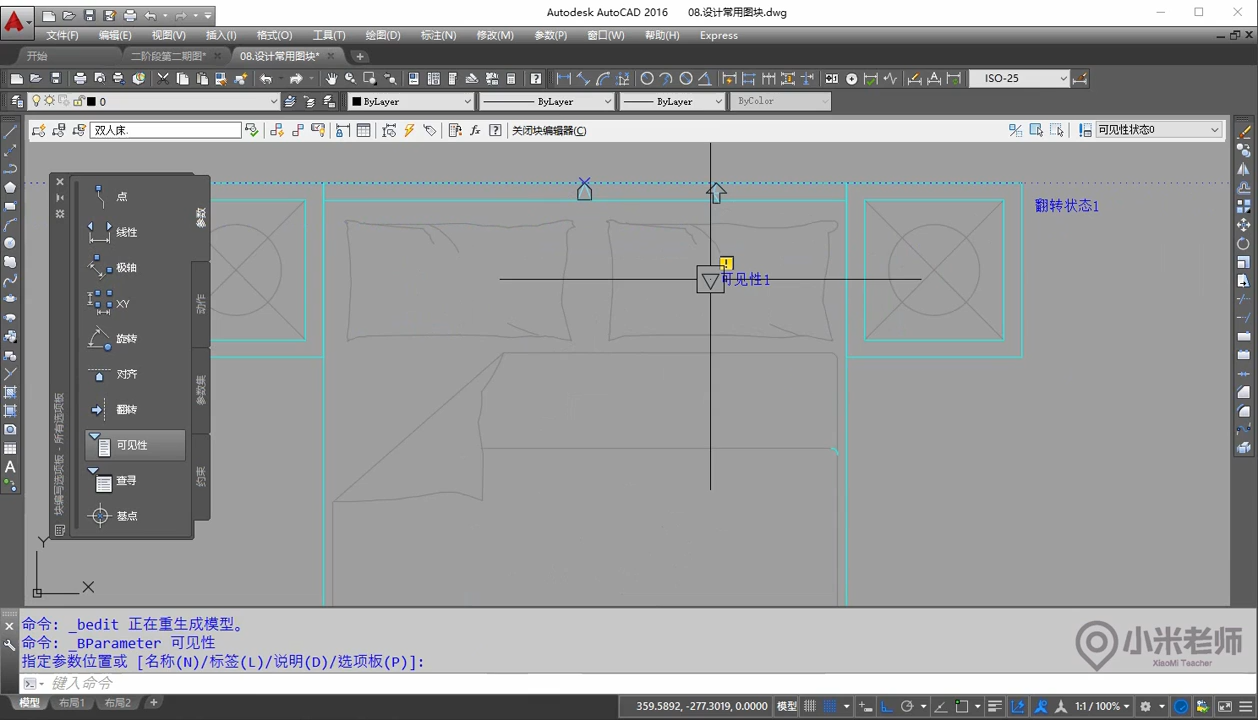 Autodesk AutoCAD 2016    08.设计常用图块.dwg
文件(F) 编辑(E) 视图(V) 插入(I) 格式(O) 工具(T) 绘图(D) 标注(N) 修改(M) 参数(P) 窗口(W) 帮助(H) Express
开始 二阶段第二期图* 08.设计常用图块*
ISO-25
0 ByLayer ByLayer ByLayer ByColor
双人床. 关闭块编辑器(C) 可见性状态0
点
线性
极轴
XY
旋转
对齐
翻转
可见性
查寻
基点
参数
动作
参数集
约束
块编写选项板 - 所有选项板
翻转状态1
可见性1
Y
X
命令: _bedit 正在重生成模型。
命令: _BParameter 可见性
指定参数位置或 [名称(N)/标签(L)/说明(D)/选项板(P)]:
键入命令
小米老师
XiaoMi Teacher
模型 布局1 布局2 359.5892, -277.3019, 0.0000 模型 1:1 / 100%